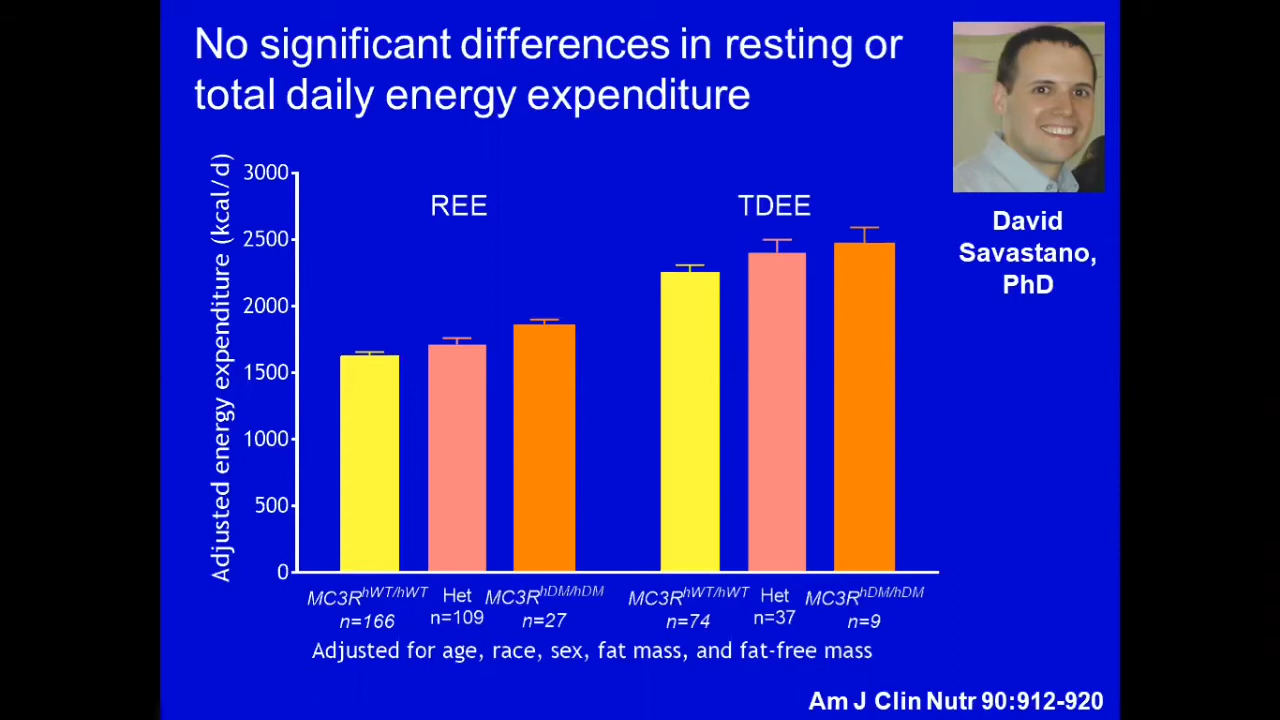 No significant differences in resting or
total daily energy expenditure
David
Savastano,
PhD
Adjusted energy expenditure (kcal/d)
3000
2500
2000
1500
1000
500
0
REE
TDEE
MC3R^hWT/hWT Het MC3R^hDM/hDM MC3R^hWT/hWT Het MC3R^hDM/hDM
n=166 n=109 n=27 n=74 n=37 n=9
Adjusted for age, race, sex, fat mass, and fat-free mass
Am J Clin Nutr 90:912-920